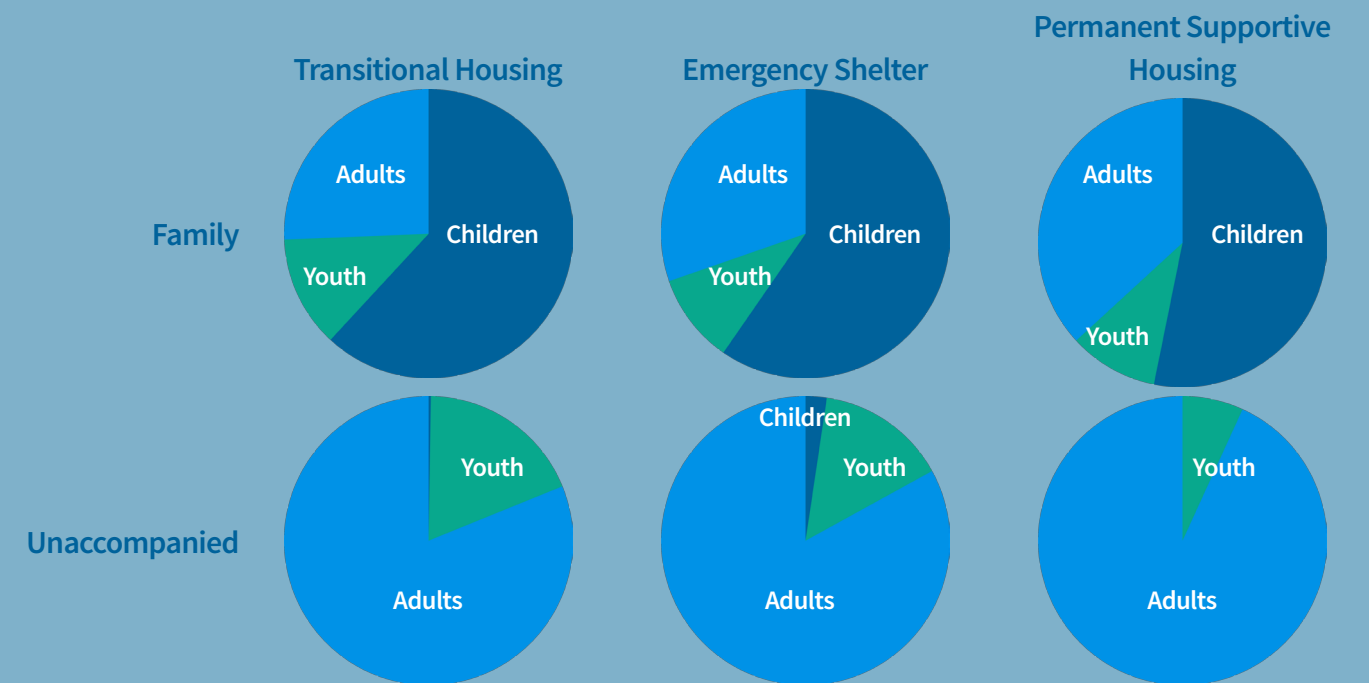 Permanent Supportive
Transitional Housing
Emergency Shelter
Housing
Adults
Adults
Adults
Family
Children
Children
Children
Youth
Youth
Youth
Children
Youth
Youth
Youth
Unaccompanied
Adults
Adults
Adults